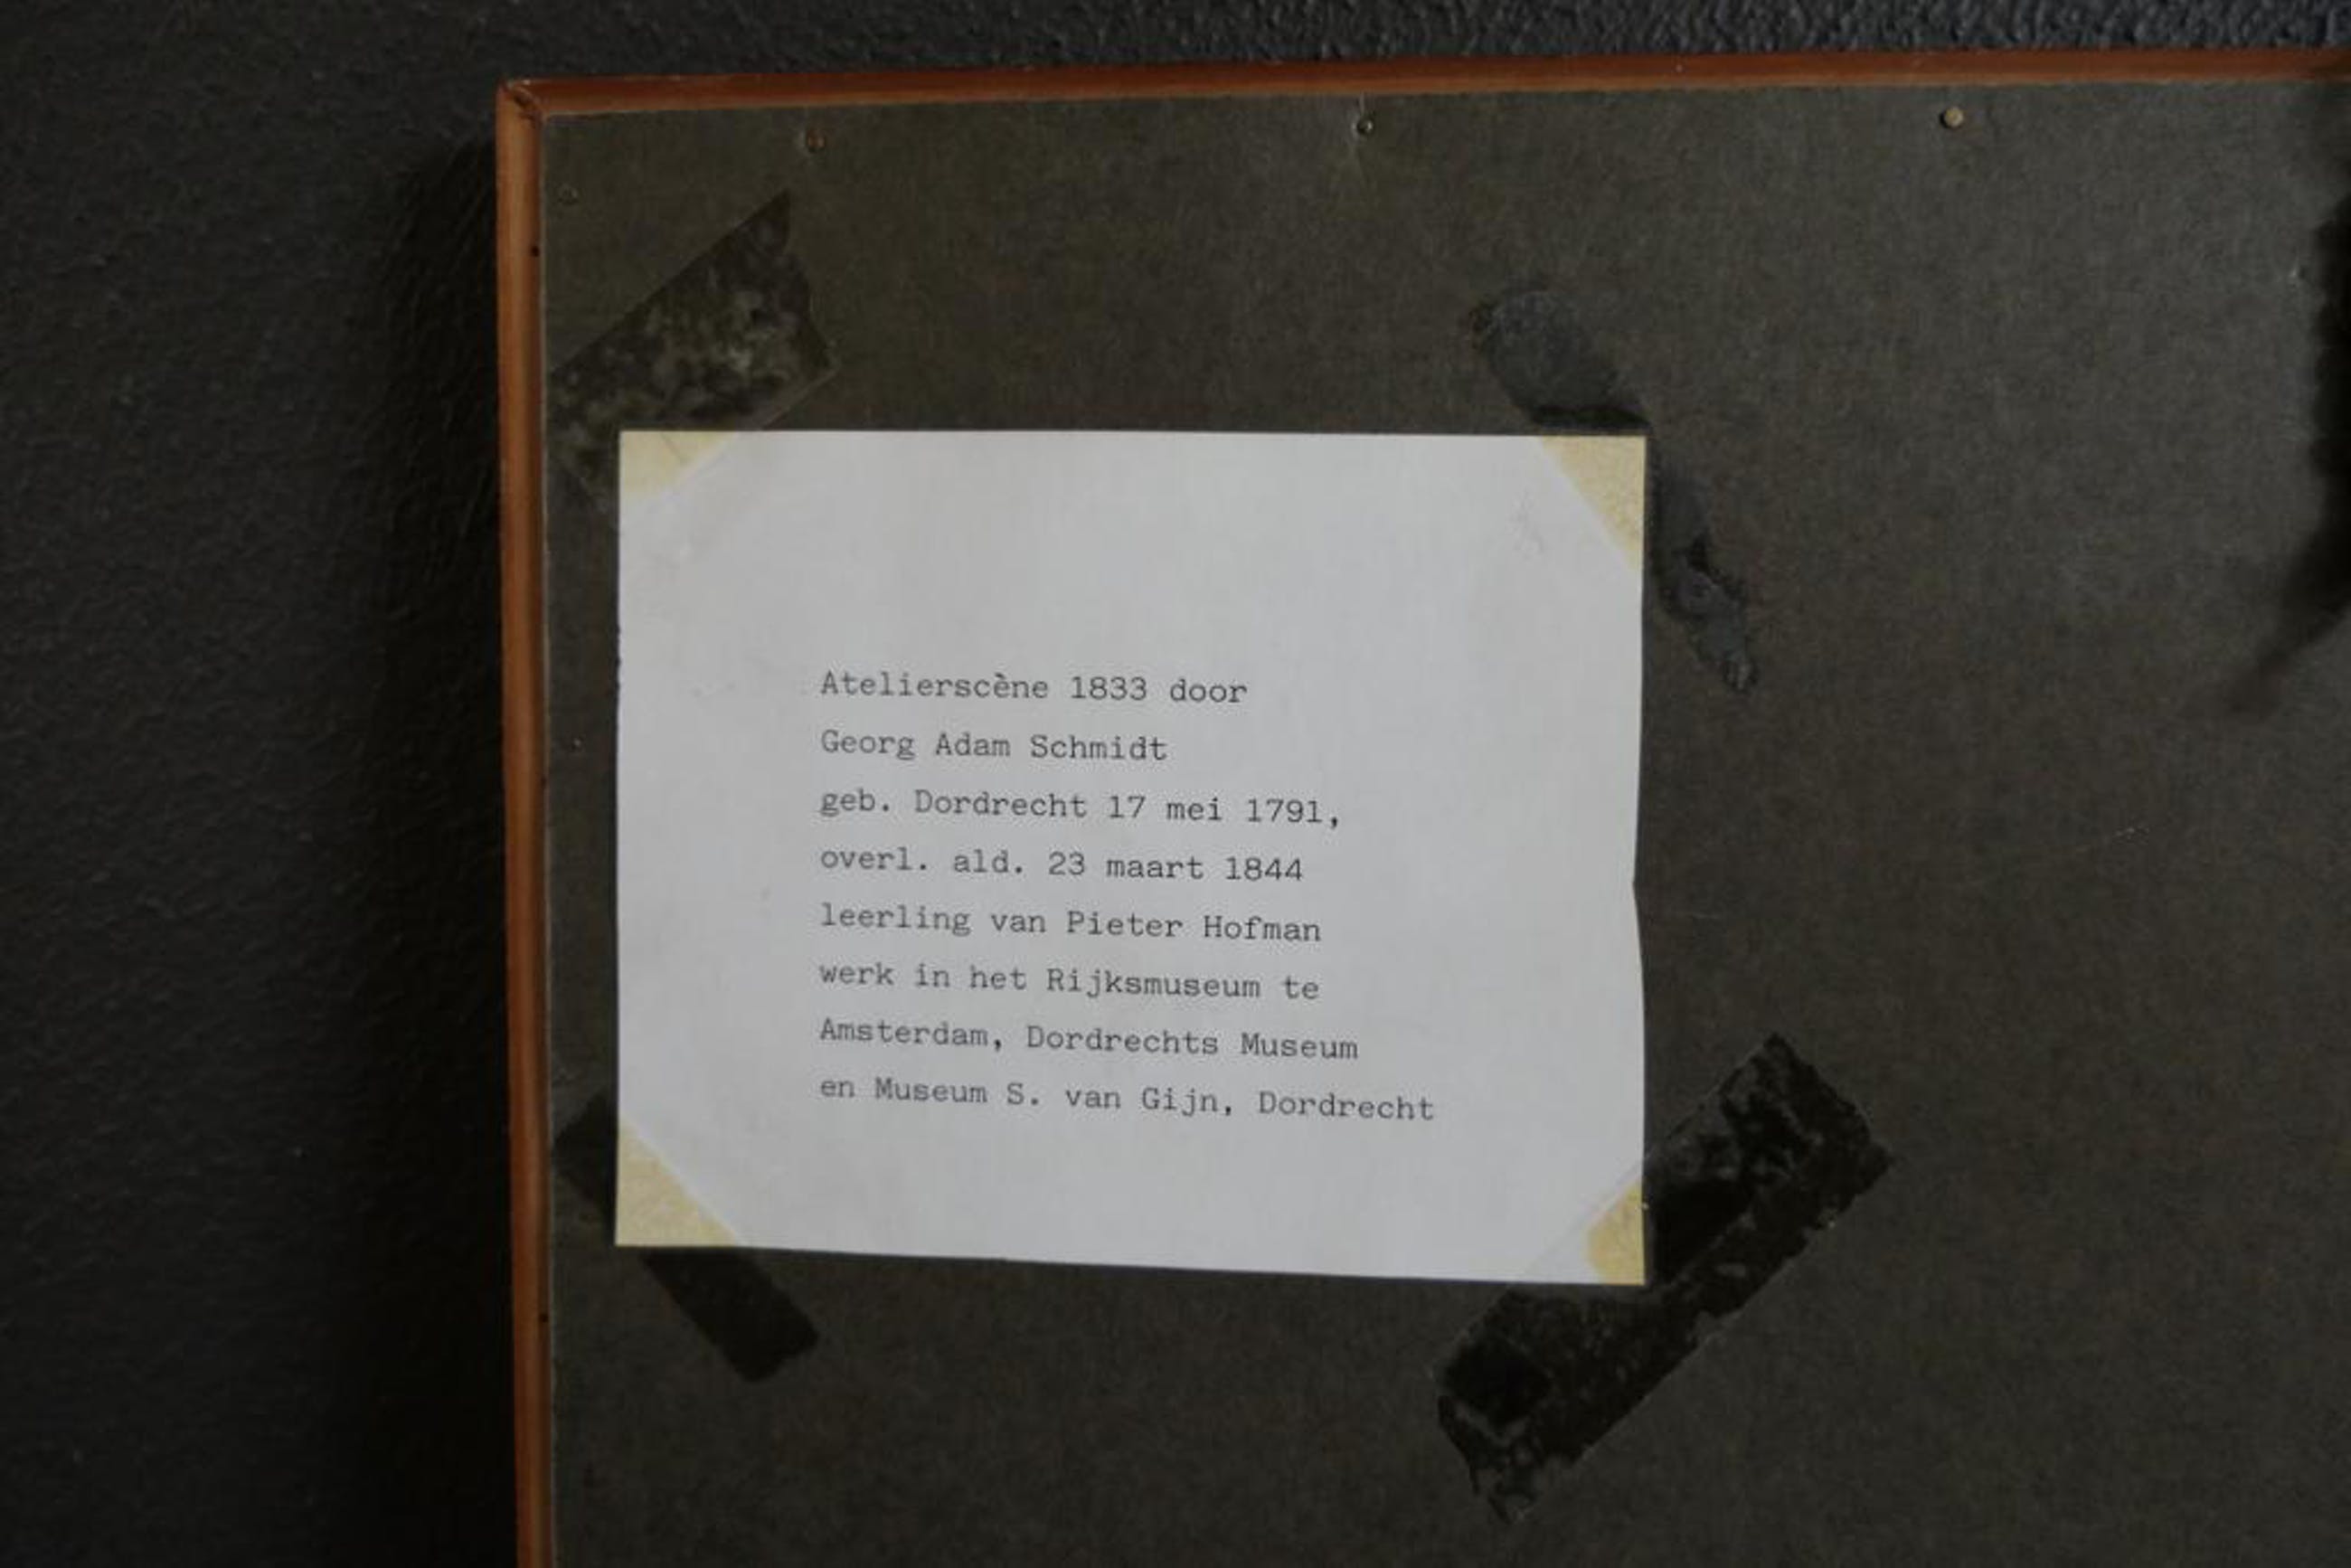 Atelierscène 1833 door
Georg Adam Schmidt
geb. Dordrecht 17 mei 1791,
overl. ald. 23 maart 1844
leerling van Pieter Hofman
werk in het Rijksmuseum te
Amsterdam, Dordrechts Museum
en Museum S. van Gijn, Dordrecht